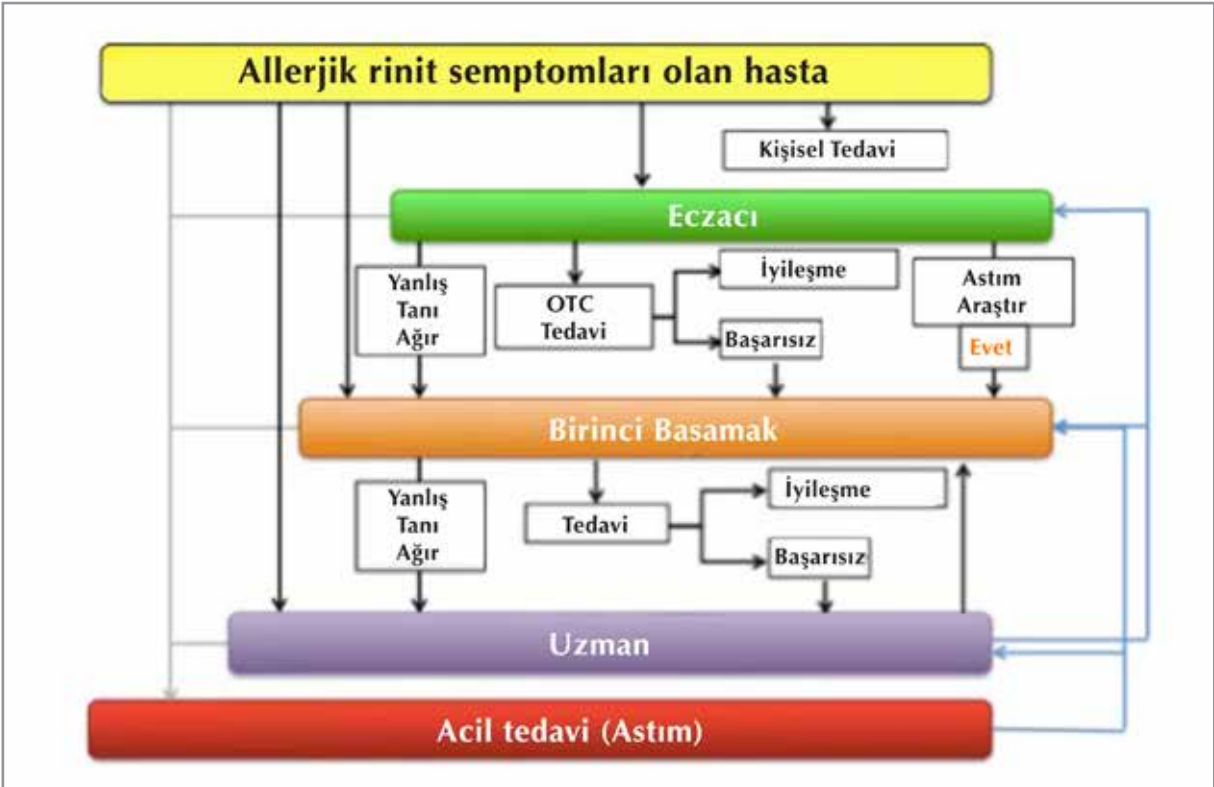 Allerjik rinit semptomları olan hasta
Kişisel Tedavi
Eczacı
Yanlış
Tanı
Ağır
OTC
Tedavi
İyileşme
Başarısız
Astım
Araştır
Evet
Birinci Basamak
Yanlış
Tanı
Ağır
Tedavi
İyileşme
Başarısız
Uzman
Acil tedavi (Astım)